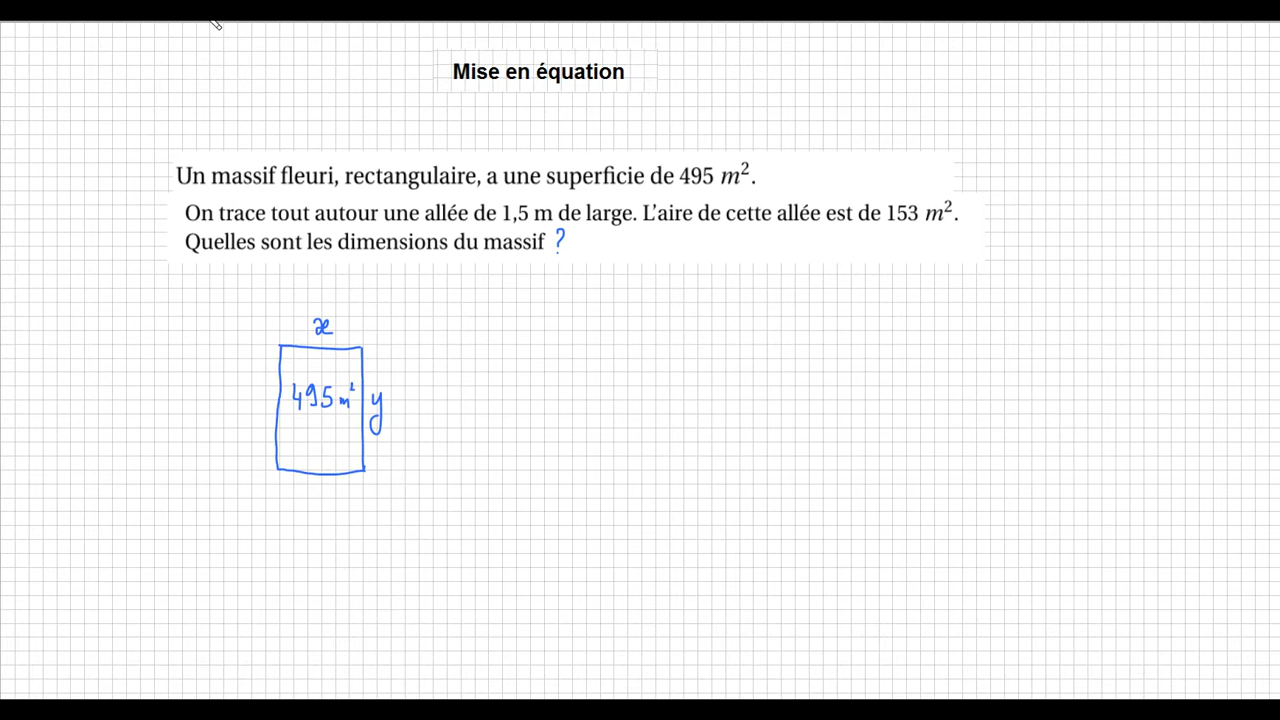 Mise en équation
Un massif fleuri, rectangulaire, a une superficie de 495 m².
On trace tout autour une allée de 1,5 m de large. L'aire de cette allée est de 153 m².
Quelles sont les dimensions du massif ?
x
495 m²
y